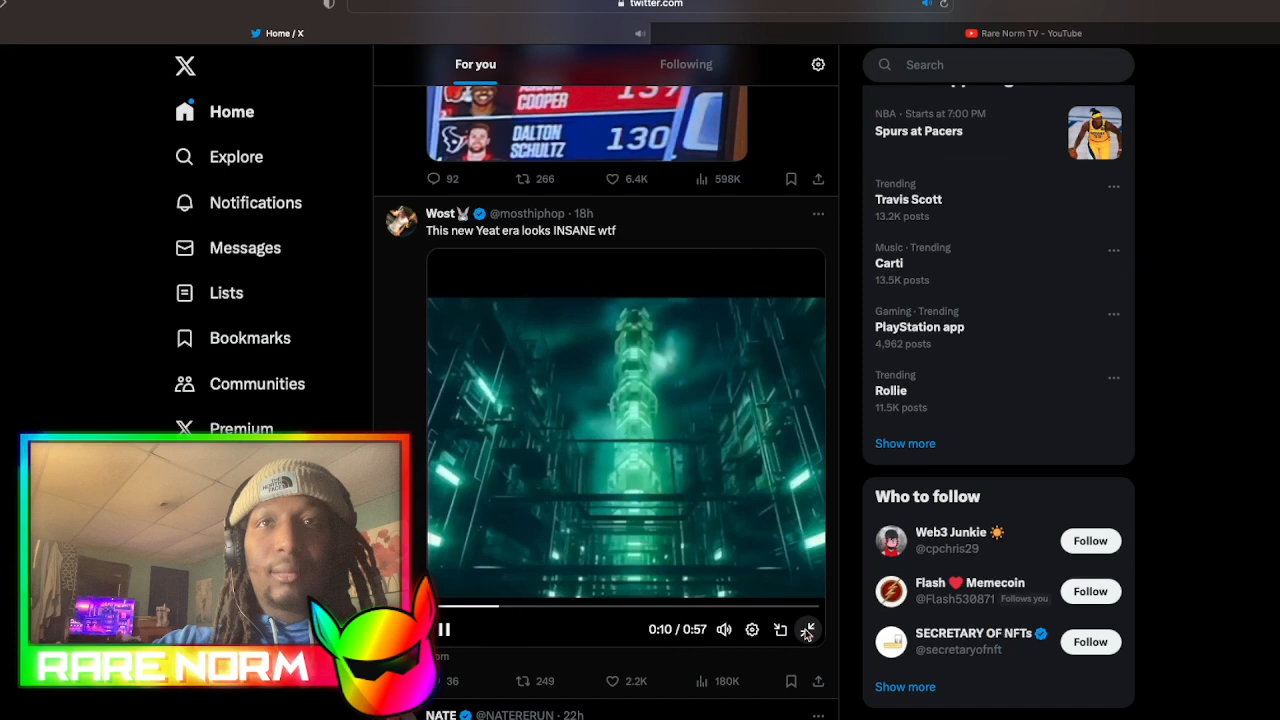 twitter.com
Home / X
Rare Norm TV - YouTube
Home
Explore
Notifications
Messages
Lists
Bookmarks
Communities
Premium
For you
Following
COOPER
DALTON
SCHULTZ
130
92
266
6.4K
598K
Wost @mosthiphop · 18h
This new Yeat era looks INSANE wtf
0:10 / 0:57
36
249
2.2K
180K
NATE @NATERERUN · 22h
Search
NBA · Starts at 7:00 PM
Spurs at Pacers
Trending
Travis Scott
13.2K posts
Music · Trending
Carti
13.5K posts
Gaming · Trending
PlayStation app
4,962 posts
Trending
Rollie
11.5K posts
Show more
Who to follow
Web3 Junkie
@cpchris29
Follow
Flash Memecoin
@Flash530871 Follows you
Follow
SECRETARY OF NFTs
@secretaryofnft
Follow
Show more
THE NORTH FACE
RARE NORM